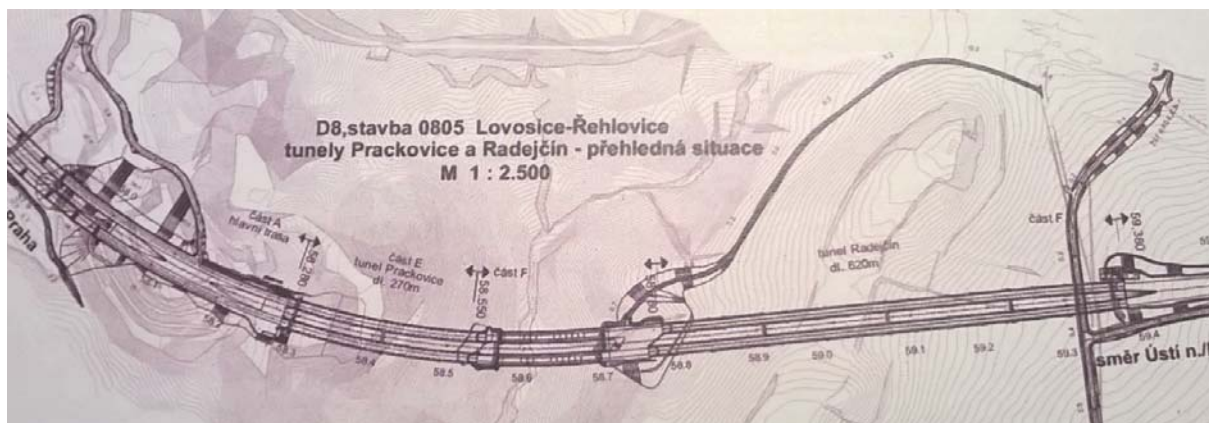 D8,stavba 0805 Lovosice-Řehlovice
tunely Prackovice a Radejčín - přehledná situace
M 1 : 2.500
Praha
část A
hlavní trasa
58.280
část E
tunel Prackovice
dl. 270m
58.550
část F
tunel Radejčín
dl. 620m
část F
59.380
58.3
58.4
58.5
58.6
58.7
58.8
58.9
59.0
59.1
59.2
59.3
59.4
směr Ústí n./